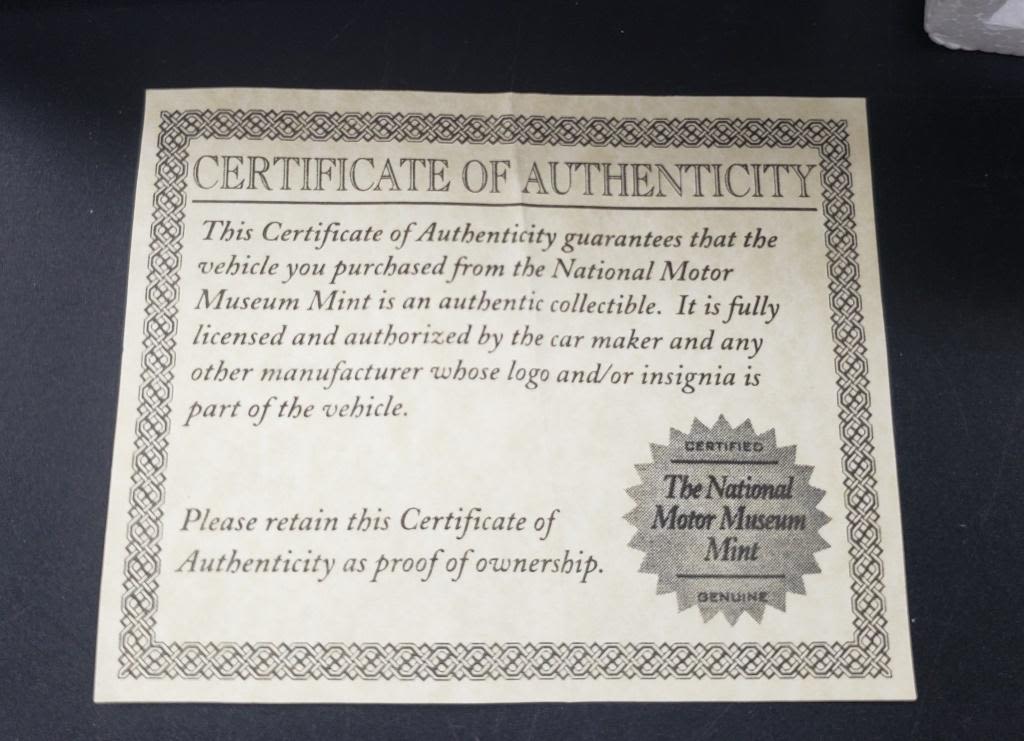 CERTIFICATE OF AUTHENTICITY
This Certificate of Authenticity guarantees that the
vehicle you purchased from the National Motor
Museum Mint is an authentic collectible. It is fully
licensed and authorized by the car maker and any
other manufacturer whose logo and/or insignia is
part of the vehicle.
Please retain this Certificate of
Authenticity as proof of ownership.
CERTIFIED
The National
Motor Museum
Mint
GENUINE